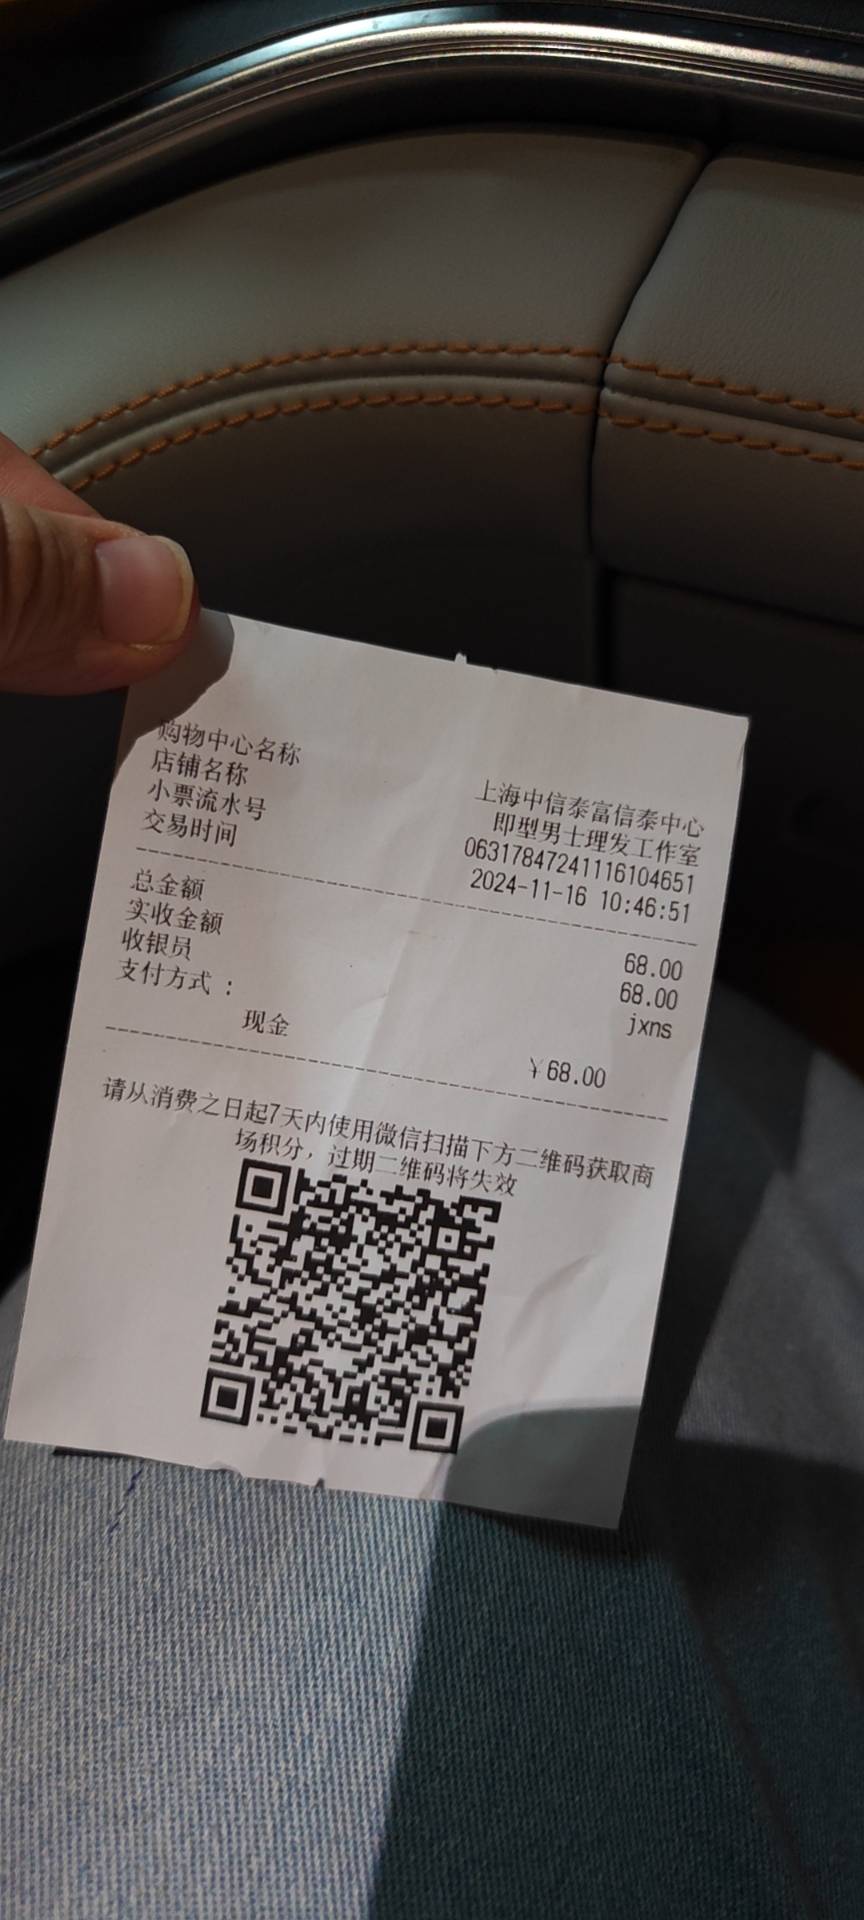 购物中心名称 上海中信泰富信泰中心
店铺名称 即型男士理发工作室
小票流水号 06317847241116104651
交易时间 2024-11-16 10:46:51
总金额 68.00
实收金额 68.00
收银员 jxns
支付方式：
现金 ¥68.00
请从消费之日起7天内使用微信扫描下方二维码获取商
场积分，过期二维码将失效